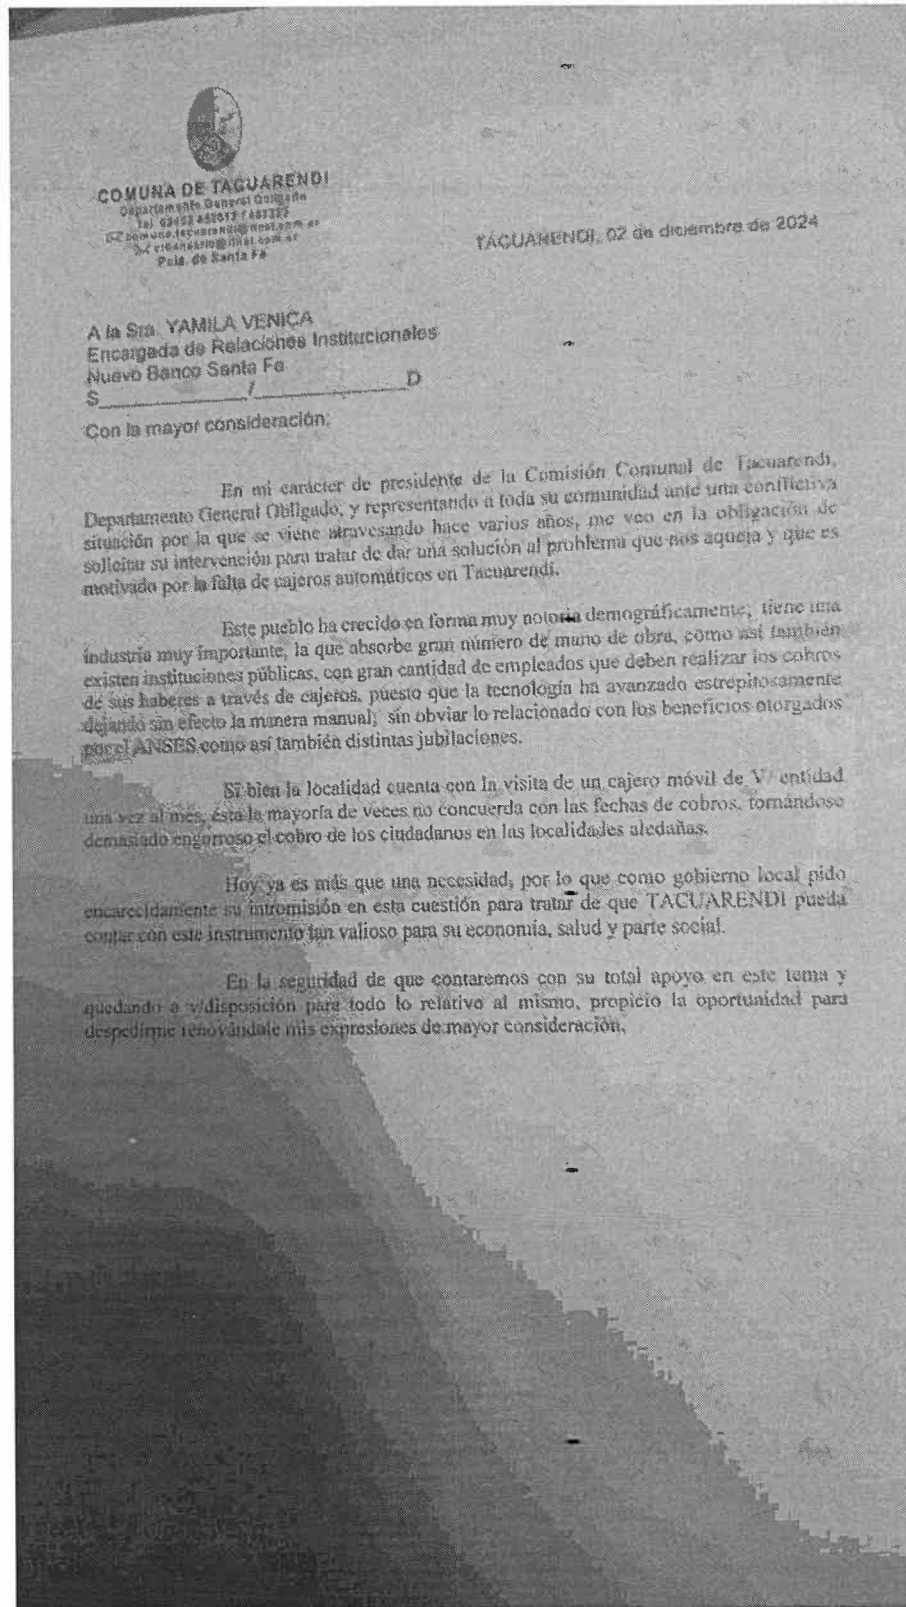 COMUNA DE TACUARENDI
Departamento General Obligado
Pcia. de Santa Fé
TACUARENDI, 02 de diciembre de 2024
A la Sra. YAMILA VENICA
Encargada de Relaciones Institucionales
Nuevo Banco Santa Fe
S______________/______________D
Con la mayor consideración:
En mi carácter de presidente de la Comisión Comunal de Tacuarendi,
Departamento General Obligado, y representando a toda su comunidad ante una conflictiva
situación por la que se viene atravesando hace varios años, me veo en la obligación de
solicitar su intervención para tratar de dar una solución al problema que nos aqueja y que es
motivado por la falta de cajeros automáticos en Tacuarendi.
Este pueblo ha crecido en forma muy notoria demográficamente; tiene una
industria muy importante, la que absorbe gran número de mano de obra, como así también
existen instituciones públicas, con gran cantidad de empleados que deben realizar los cobros
de sus haberes a través de cajeros, puesto que la tecnología ha avanzado estrepitosamente
dejando sin efecto la manera manual; sin obviar lo relacionado con los beneficios otorgados
por el ANSES como así también distintas jubilaciones.
Si bien la localidad cuenta con la visita de un cajero móvil de V/ entidad
una vez al mes, ésta la mayoría de veces no concuerda con las fechas de cobros, tornándose
demasiado engorroso el cobro de los ciudadanos en las localidades aledañas.
Hoy ya es más que una necesidad, por lo que como gobierno local pido
encarecidamente su intromisión en esta cuestión para tratar de que TACUARENDI pueda
contar con este instrumento tan valioso para su economía, salud y parte social.
En la seguridad de que contaremos con su total apoyo en este tema y
quedando a v/disposición para todo lo relativo al mismo, propicio la oportunidad para
despedirme renovándole mis expresiones de mayor consideración.